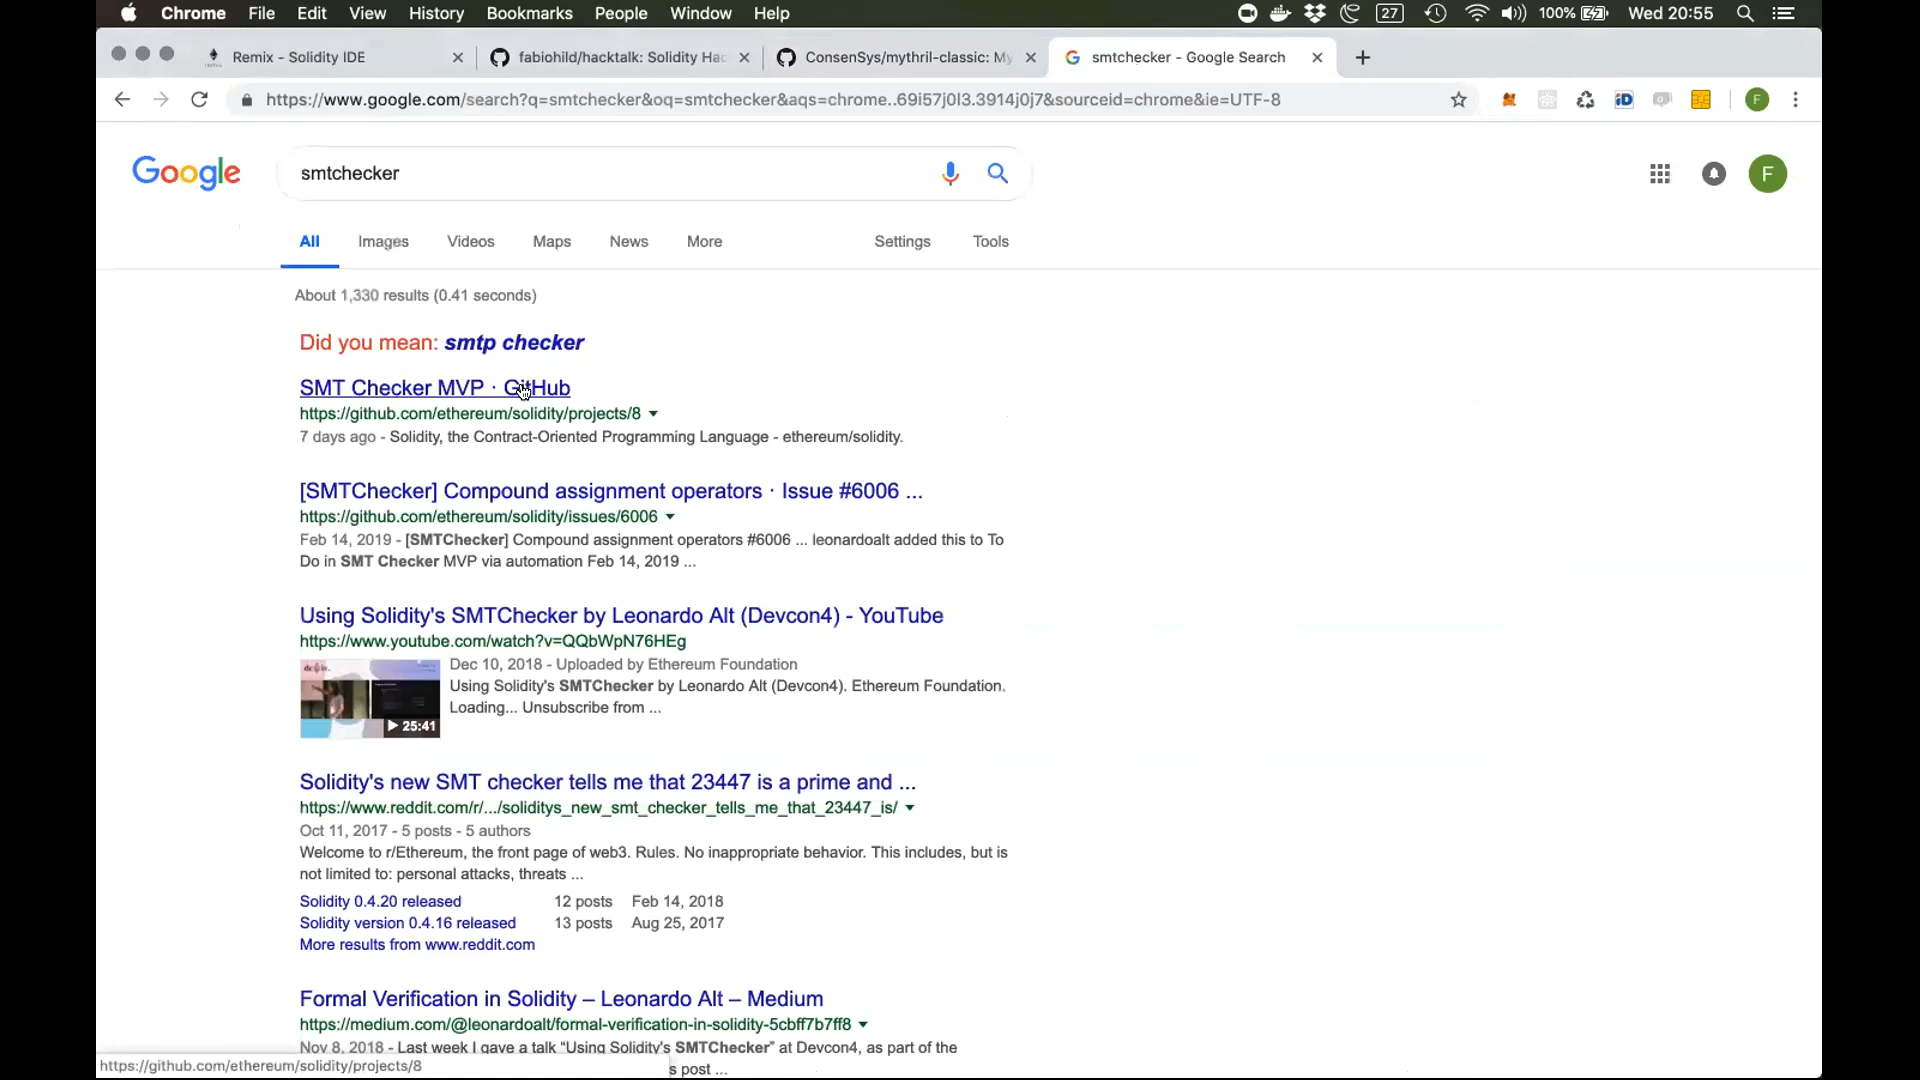 Chrome File Edit View History Bookmarks People Window Help 27 100% Wed 20:55
Remix - Solidity IDE
fabiohild/hacktalk: Solidity Hac
ConsenSys/mythril-classic: My
smtchecker - Google Search
https://www.google.com/search?q=smtchecker&oq=smtchecker&aqs=chrome..69i57j0l3.3914j0j7&sourceid=chrome&ie=UTF-8
iD
F
Google
smtchecker
F
All Images Videos Maps News More Settings Tools
About 1,330 results (0.41 seconds)
Did you mean: smtp checker
SMT Checker MVP · GitHub
https://github.com/ethereum/solidity/projects/8
7 days ago - Solidity, the Contract-Oriented Programming Language - ethereum/solidity.
[SMTChecker] Compound assignment operators · Issue #6006 ...
https://github.com/ethereum/solidity/issues/6006
Feb 14, 2019 - [SMTChecker] Compound assignment operators #6006 ... leonardoalt added this to To
Do in SMT Checker MVP via automation Feb 14, 2019 ...
Using Solidity's SMTChecker by Leonardo Alt (Devcon4) - YouTube
https://www.youtube.com/watch?v=QQbWpN76HEg
25:41
Dec 10, 2018 - Uploaded by Ethereum Foundation
Using Solidity's SMTChecker by Leonardo Alt (Devcon4). Ethereum Foundation.
Loading... Unsubscribe from ...
Solidity's new SMT checker tells me that 23447 is a prime and ...
https://www.reddit.com/r/.../soliditys_new_smt_checker_tells_me_that_23447_is/
Oct 11, 2017 - 5 posts - 5 authors
Welcome to r/Ethereum, the front page of web3. Rules. No inappropriate behavior. This includes, but is
not limited to: personal attacks, threats ...
Solidity 0.4.20 released 12 posts Feb 14, 2018
Solidity version 0.4.16 released 13 posts Aug 25, 2017
More results from www.reddit.com
Formal Verification in Solidity – Leonardo Alt – Medium
https://medium.com/@leonardoalt/formal-verification-in-solidity-5cbff7b7ff8
Nov 8, 2018 - Last week I gave a talk “Using Solidity's SMTChecker” at Devcon4, as part of the
s post ...
https://github.com/ethereum/solidity/projects/8